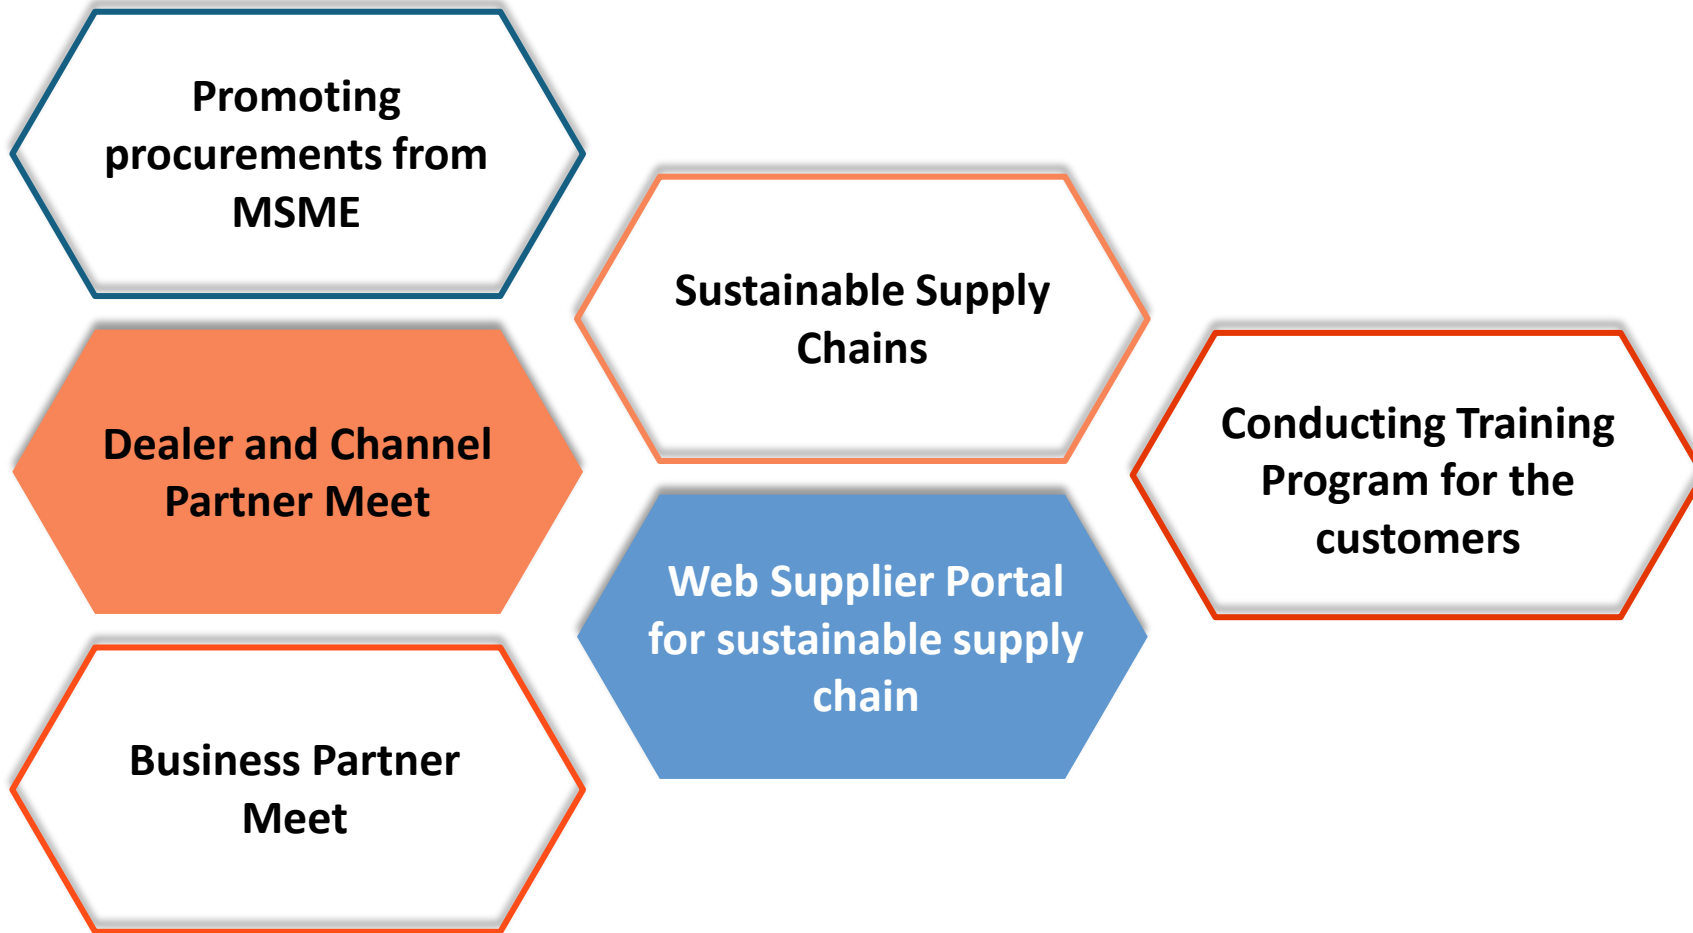 Promoting
procurements from
MSME
Dealer and Channel
Partner Meet
Business Partner
Meet
Sustainable Supply
Chains
Web Supplier Portal
for sustainable supply
chain
Conducting Training
Program for the
customers